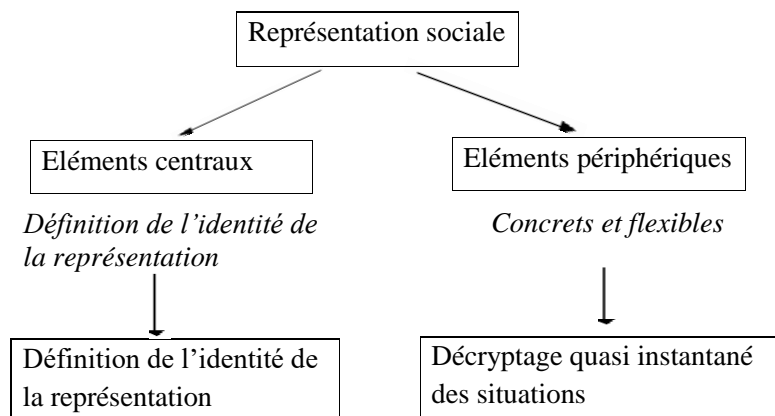 Représentation sociale
Eléments centraux
Eléments périphériques
Définition de l’identité de
la représentation
Concrets et flexibles
Définition de l’identité de
la représentation
Décryptage quasi instantané
des situations